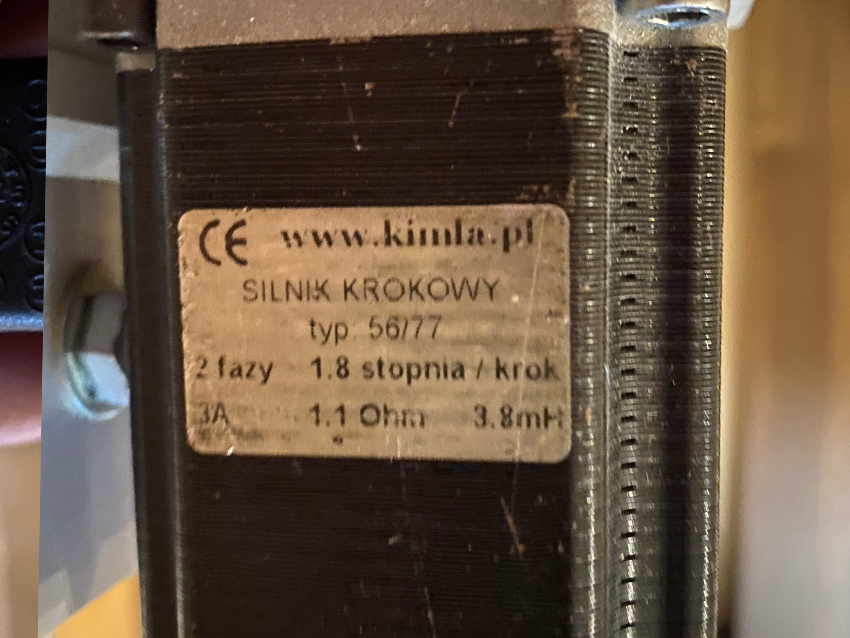 CE www.kimla.pl
SILNIK KROKOWY
typ. 56/77
2 fazy 1.8 stopnia / krok
3A 1.1 Ohm 3.8mH